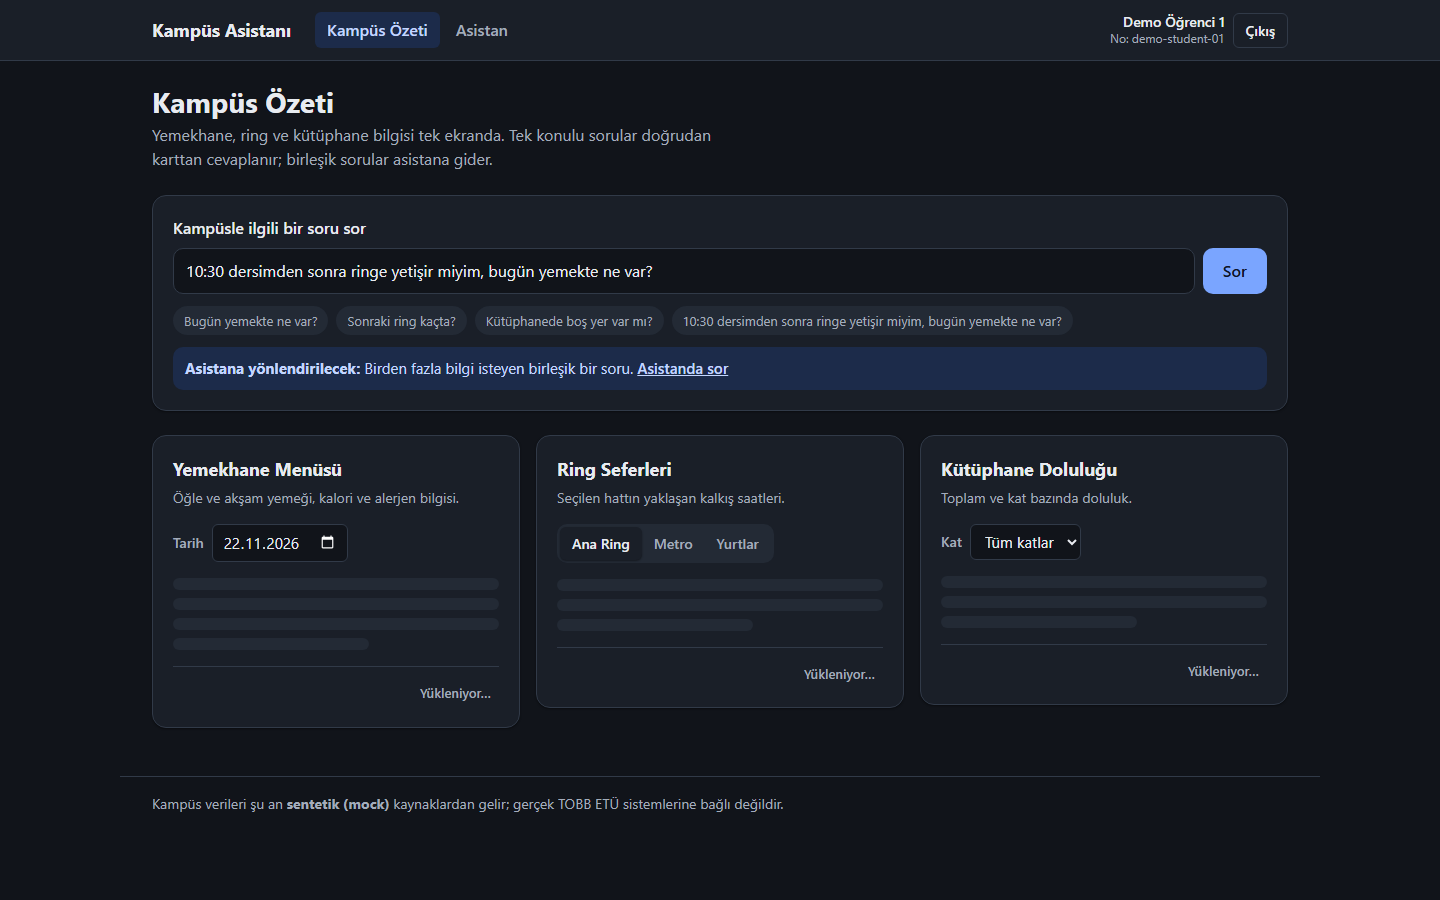 Kampüs Asistanı
Kampüs Özeti
Asistan
Demo Öğrenci 1
No: demo-student-01
Çıkış
Kampüs Özeti
Yemekhane, ring ve kütüphane bilgisi tek ekranda. Tek konulu sorular doğrudan
karttan cevaplanır; birleşik sorular asistana gider.
Kampüsle ilgili bir soru sor
10:30 dersimden sonra ringe yetişir miyim, bugün yemekte ne var?
Sor
Bugün yemekte ne var?
Sonraki ring kaçta?
Kütüphanede boş yer var mı?
10:30 dersimden sonra ringe yetişir miyim, bugün yemekte ne var?
Asistana yönlendirilecek: Birden fazla bilgi isteyen birleşik bir soru. Asistanda sor
Yemekhane Menüsü
Öğle ve akşam yemeği, kalori ve alerjen bilgisi.
Tarih
22.11.2026
Yükleniyor...
Ring Seferleri
Seçilen hattın yaklaşan kalkış saatleri.
Ana Ring
Metro
Yurtlar
Yükleniyor...
Kütüphane Doluluğu
Toplam ve kat bazında doluluk.
Kat
Tüm katlar
Yükleniyor...
Kampüs verileri şu an sentetik (mock) kaynaklardan gelir; gerçek TOBB ETÜ sistemlerine bağlı değildir.